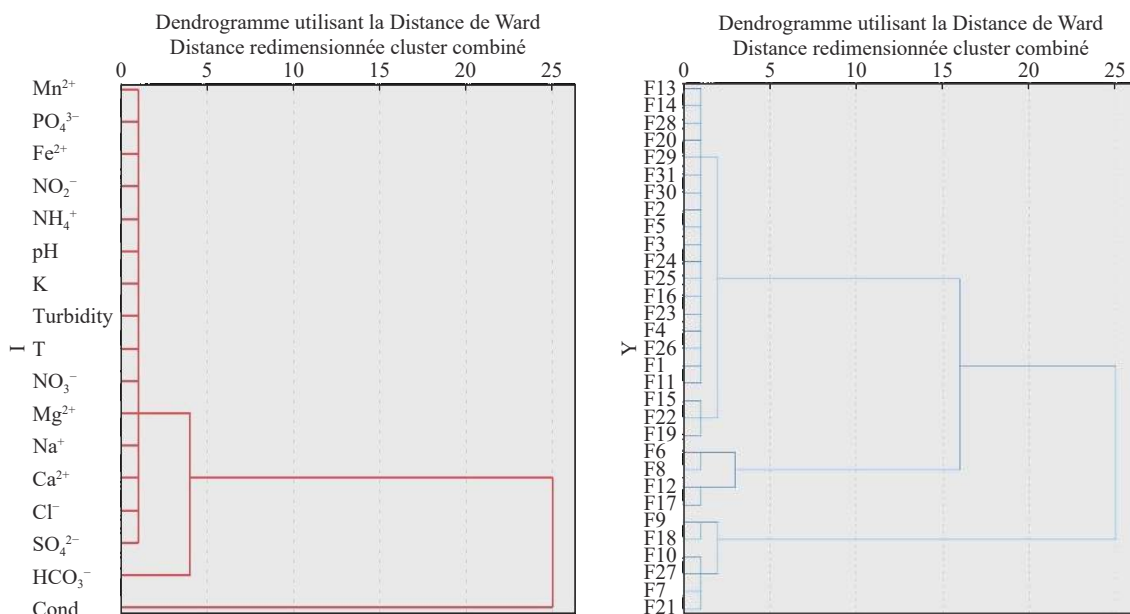 Dendrogramme utilisant la Distance de Ward
Distance redimensionnée cluster combiné
0 5 10 15 20 25
Mn²⁺
PO₄³⁻
Fe²⁺
NO₂⁻
NH₄⁺
pH
K
Turbidity
I
T
NO₃⁻
Mg²⁺
Na⁺
Ca²⁺
Cl⁻
SO₄²⁻
HCO₃⁻
Cond
Dendrogramme utilisant la Distance de Ward
Distance redimensionnée cluster combiné
0 5 10 15 20 25
F13
F14
F28
F20
F29
F31
F30
F2
F5
F3
F24
F25
F16
F23
F4
Y
F26
F1
F11
F15
F22
F19
F6
F8
F12
F17
F9
F18
F10
F27
F7
F21